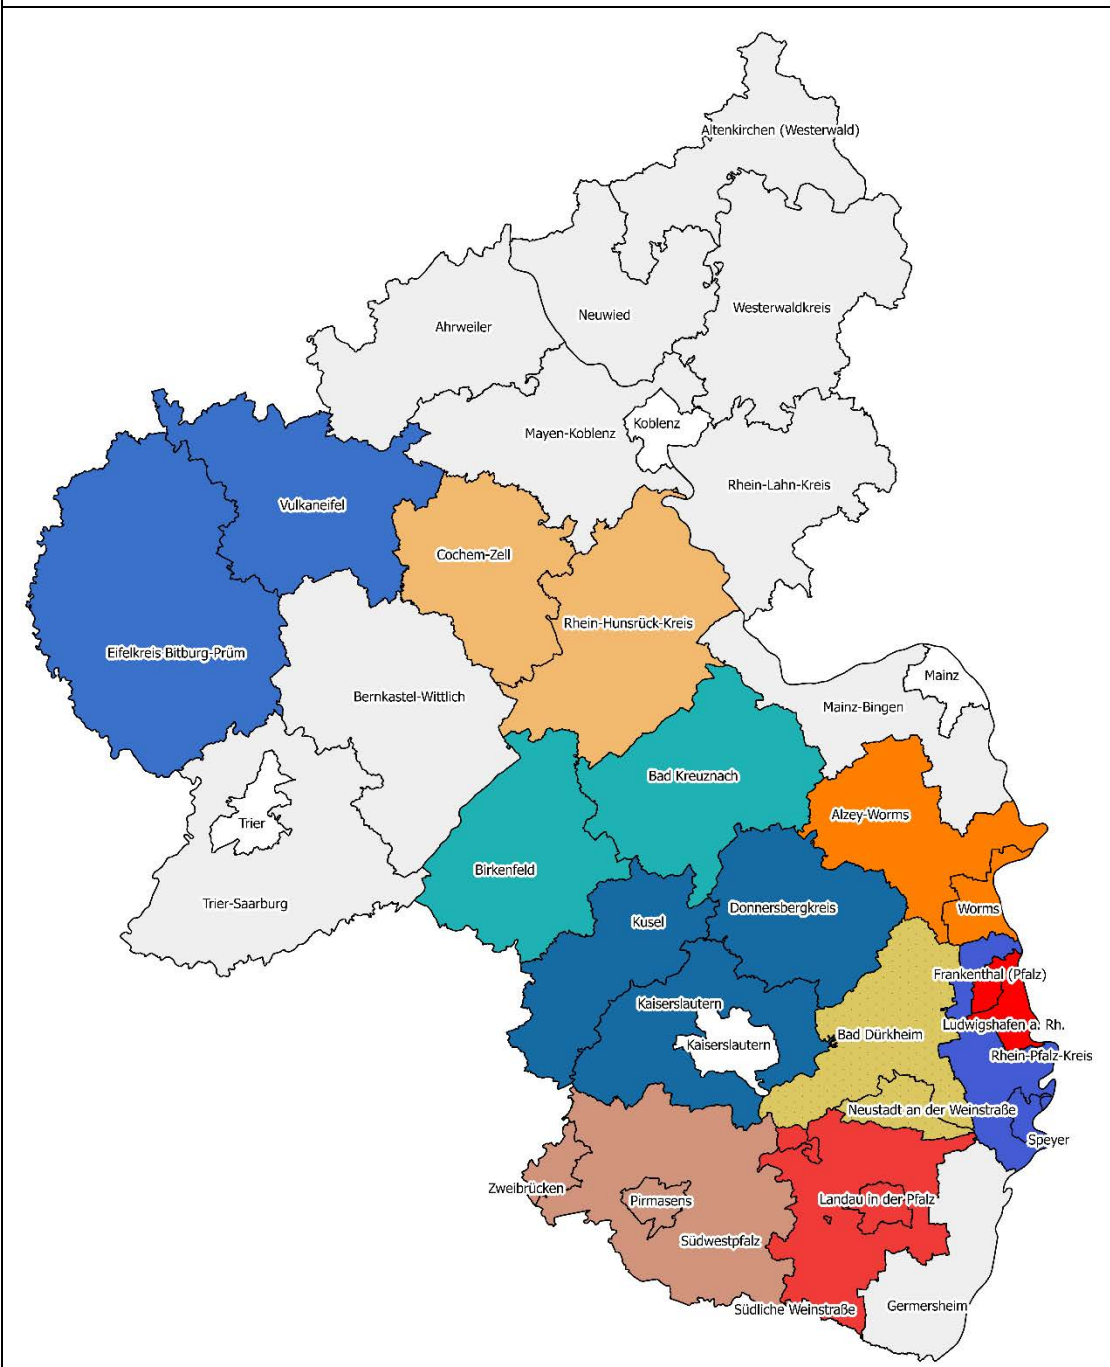 Altenkirchen (Westerwald)
Neuwied
Westerwaldkreis
Ahrweiler
Koblenz
Mayen-Koblenz
Rhein-Lahn-Kreis
Vulkaneifel
Cochem-Zell
Rhein-Hunsrück-Kreis
Eifelkreis Bitburg-Prüm
Mainz
Bernkastel-Wittlich
Mainz-Bingen
Bad Kreuznach
Alzey-Worms
Trier
Birkenfeld
Trier-Saarburg
Donnersbergkreis
Worms
Kusel
Frankenthal (Pfalz)
Kaiserslautern
Ludwigshafen a. Rh.
Bad Dürkheim
Kaiserslautern
Rhein-Pfalz-Kreis
Neustadt an der Weinstraße
Speyer
Zweibrücken
Pirmasens
Landau in der Pfalz
Südwestpfalz
Germersheim
Südliche Weinstraße